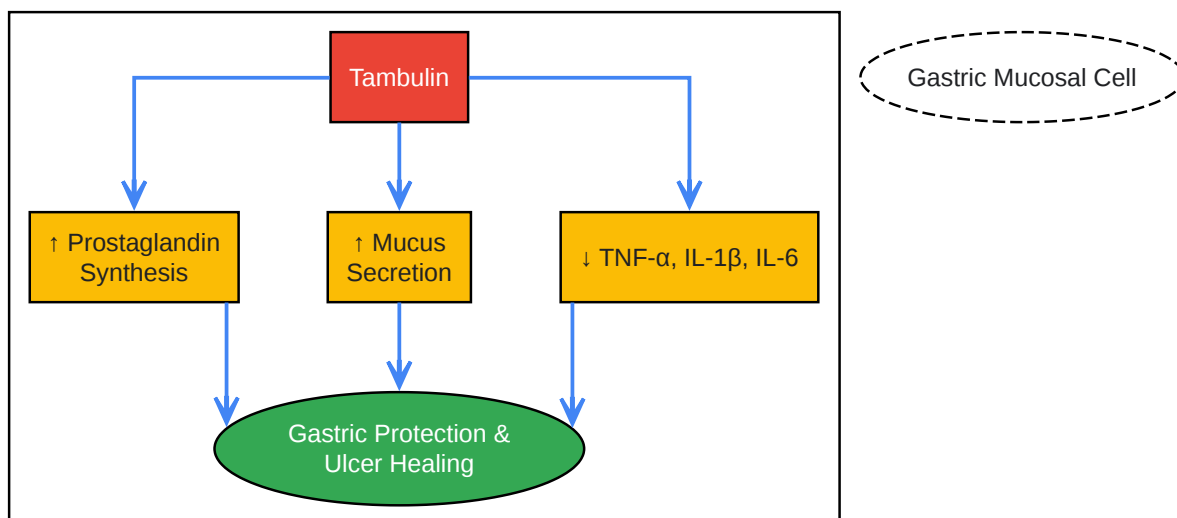 Tambulin
Gastric Mucosal Cell
↑ Prostaglandin
Synthesis
↑ Mucus
Secretion
↓ TNF-α, IL-1β, IL-6
Gastric Protection &
Ulcer Healing